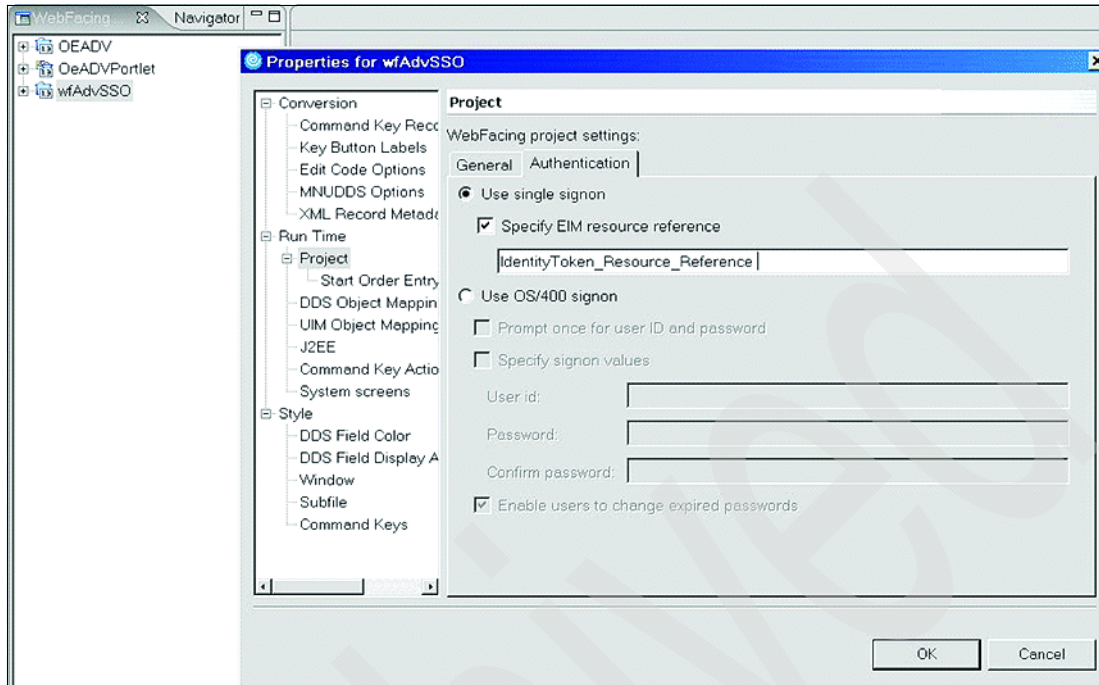 WebFacing...
Navigator
OEADV
OeADVPortlet
wfAdvSSO
Properties for wfAdvSSO
Conversion
Command Key Reco
Key Button Labels
Edit Code Options
MNUDDS Options
XML Record Metada
Run Time
Project
Start Order Entry
DDS Object Mappin
UIM Object Mapping
J2EE
Command Key Actio
System screens
Style
DDS Field Color
DDS Field Display A
Window
Subfile
Command Keys
Project
WebFacing project settings:
General
Authentication
Use single signon
Specify EIM resource reference
IdentityToken_Resource_Reference
Use OS/400 signon
Prompt once for user ID and password
Specify signon values
User id:
Password:
Confirm password:
Enable users to change expired passwords
OK
Cancel